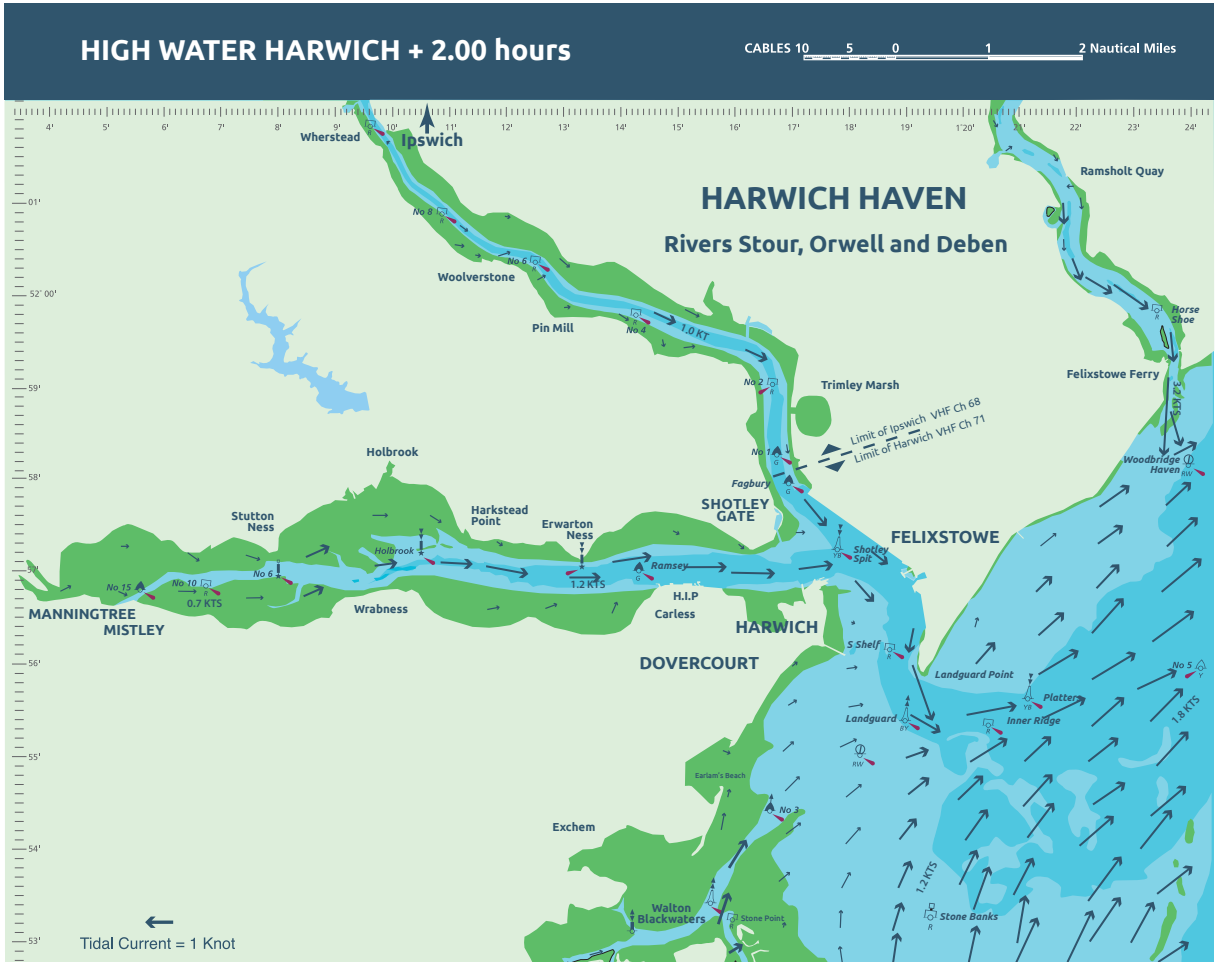 HIGH WATER HARWICH + 2.00 hours
CABLES 10 5 0 1 2 Nautical Miles
4' 5' 6' 7' 8' 9' 10' 11' 12' 13' 14' 15' 16' 17' 18' 19' 1°20' 21' 22' 23' 24'
Wherstead
R
Ipswich
Ramsholt Quay
HARWICH HAVEN
01'
No 8
R
Rivers Stour, Orwell and Deben
No 6
R
Woolverstone
52° 00'
Horse
Shoe
R
Pin Mill
R
No 4
1.0 KT
Felixstowe Ferry
59'
No 2
R
Trimley Marsh
3.2 KTS
Limit of Ipswich VHF Ch 68
Limit of Harwich VHF Ch 71
No 1
G
Holbrook
Woodbridge
Haven
RW
58'
Fagbury
G
SHOTLEY
GATE
Harkstead
Point
Stutton
Ness
Erwarton
Ness
FELIXSTOWE
Holbrook
Shotley
Spit
YB
57'
No 6
Ramsey
G
No 15
No 10
R
1.2 KTS
0.7 KTS
H.I.P
MANNINGTREE
MISTLEY
Wrabness
Carless
HARWICH
S Shelf
R
56'
DOVERCOURT
Landguard Point
No 5
Y
Platters
YB
Landguard
BY
Inner Ridge
R
1.8 KTS
55'
RW
Earlam's Beach
No 3
Exchem
54'
1.2 KTS
Walton
Blackwaters
Stone Point
R
Stone Banks
R
53'
Tidal Current = 1 Knot